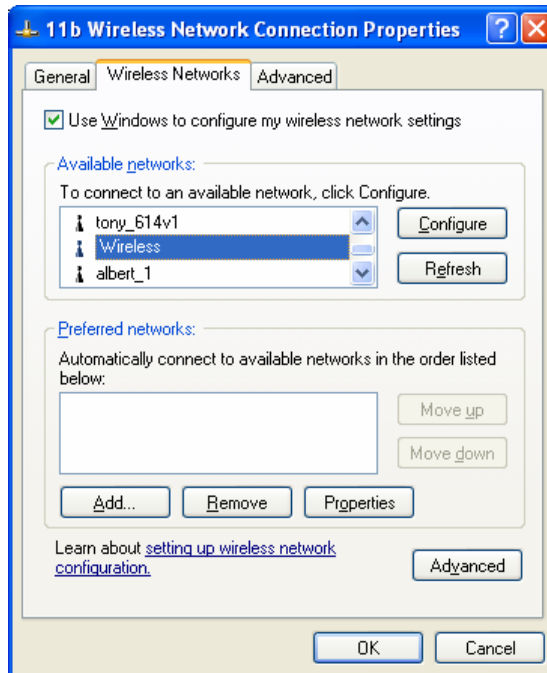 11b Wireless Network Connection Properties
General Wireless Networks Advanced
Use Windows to configure my wireless network settings
Available networks:
To connect to an available network, click Configure.
tony_614v1
Wireless
albert_1
Configure
Refresh
Preferred networks:
Automatically connect to available networks in the order listed
below:
Move up
Move down
Add... Remove Properties
Learn about setting up wireless network
configuration.
Advanced
OK Cancel